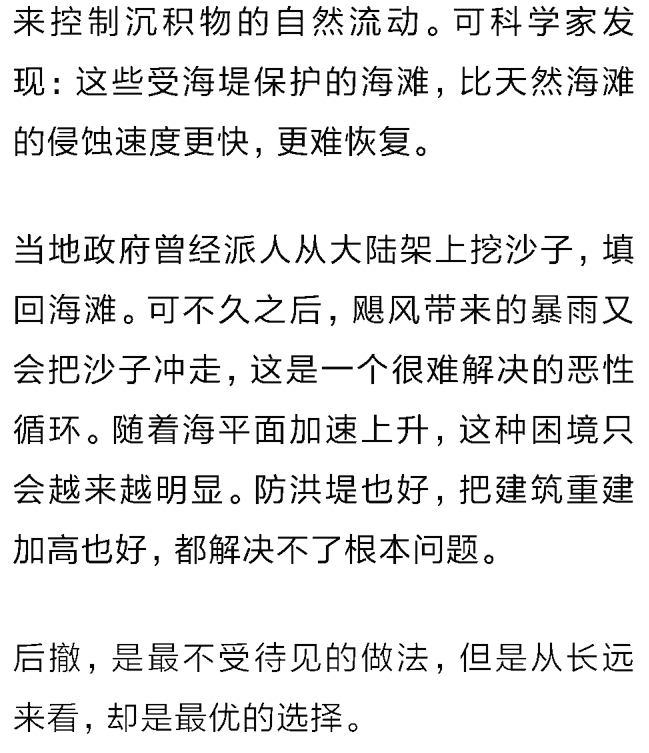 来控制沉积物的自然流动。可科学家发
现：这些受海堤保护的海滩，比天然海滩
的侵蚀速度更快，更难恢复。
当地政府曾经派人从大陆架上挖沙子，填
回海滩。可不久之后，飓风带来的暴雨又
会把沙子冲走，这是一个很难解决的恶性
循环。随着海平面加速上升，这种困境只
会越来越明显。防洪堤也好，把建筑重建
加高也好，都解决不了根本问题。
后撤，是最不受待见的做法，但是从长远
来看，却是最优的选择。